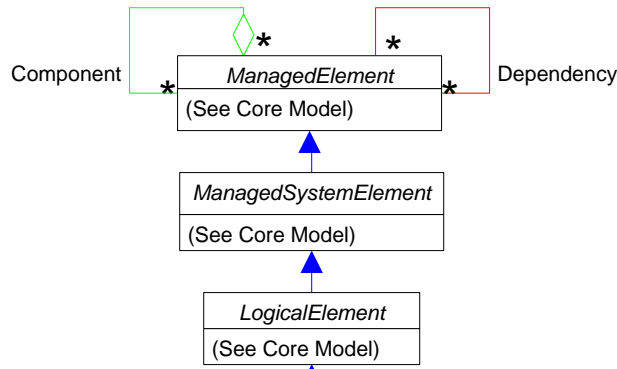 *
*
ManagedElement
Component
Dependency
*
*
(See Core Model)
ManagedSystemElement
(See Core Model)
LogicalElement
(See Core Model)